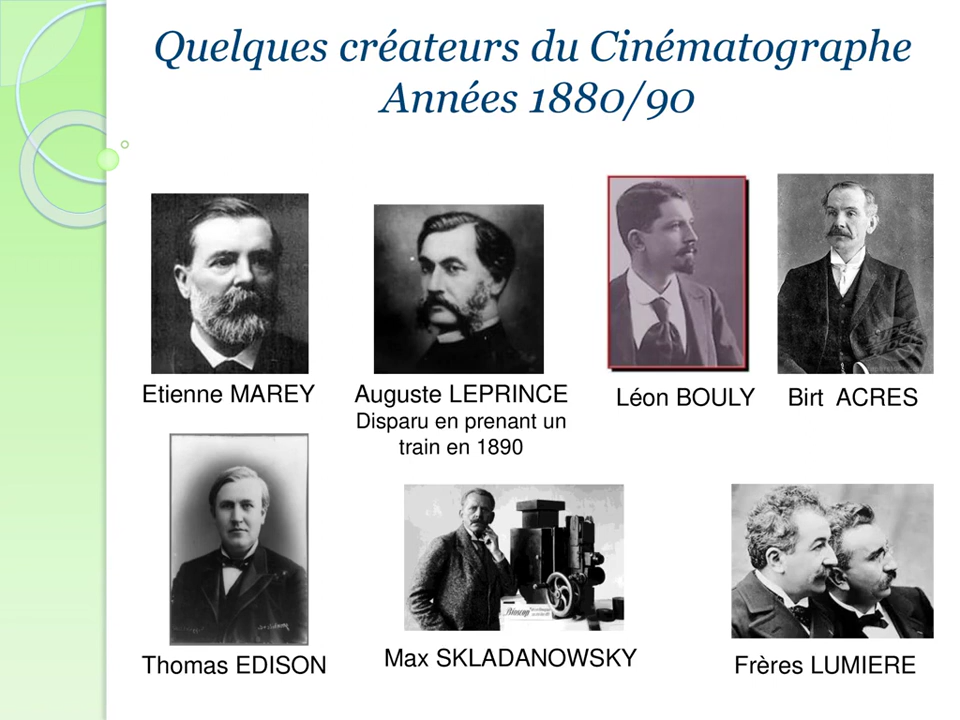 Quelques créateurs du Cinématographe
Années 1880/90
Etienne MAREY
Auguste LEPRINCE
Disparu en prenant un
train en 1890
Léon BOULY
Birt ACRES
Thomas EDISON
Max SKLADANOWSKY
Frères LUMIERE